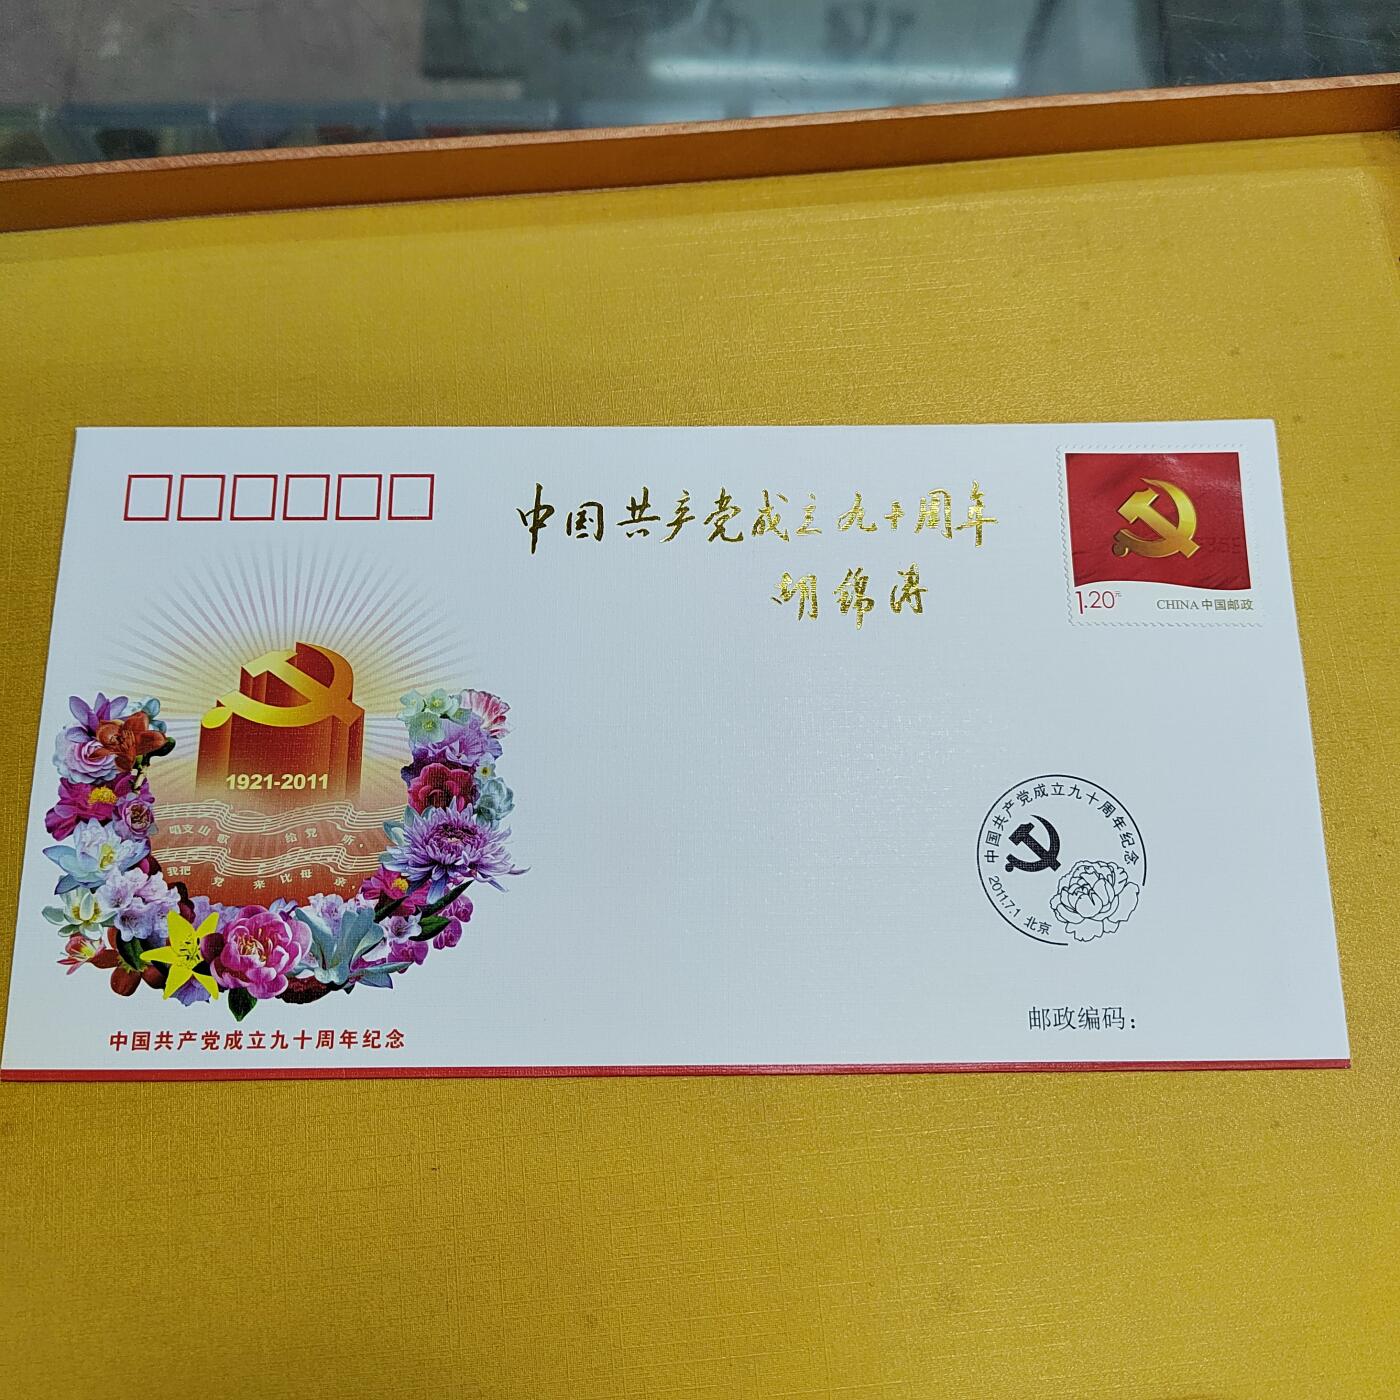 中国共产党成立九十周年
胡锦涛
1.20元
CHINA 中国邮政
1921-2011
唱支山歌给党听，
我把党来比母亲，
中国共产党成立九十周年纪念
2011.7.1 北京
邮政编码：
中国共产党成立九十周年纪念